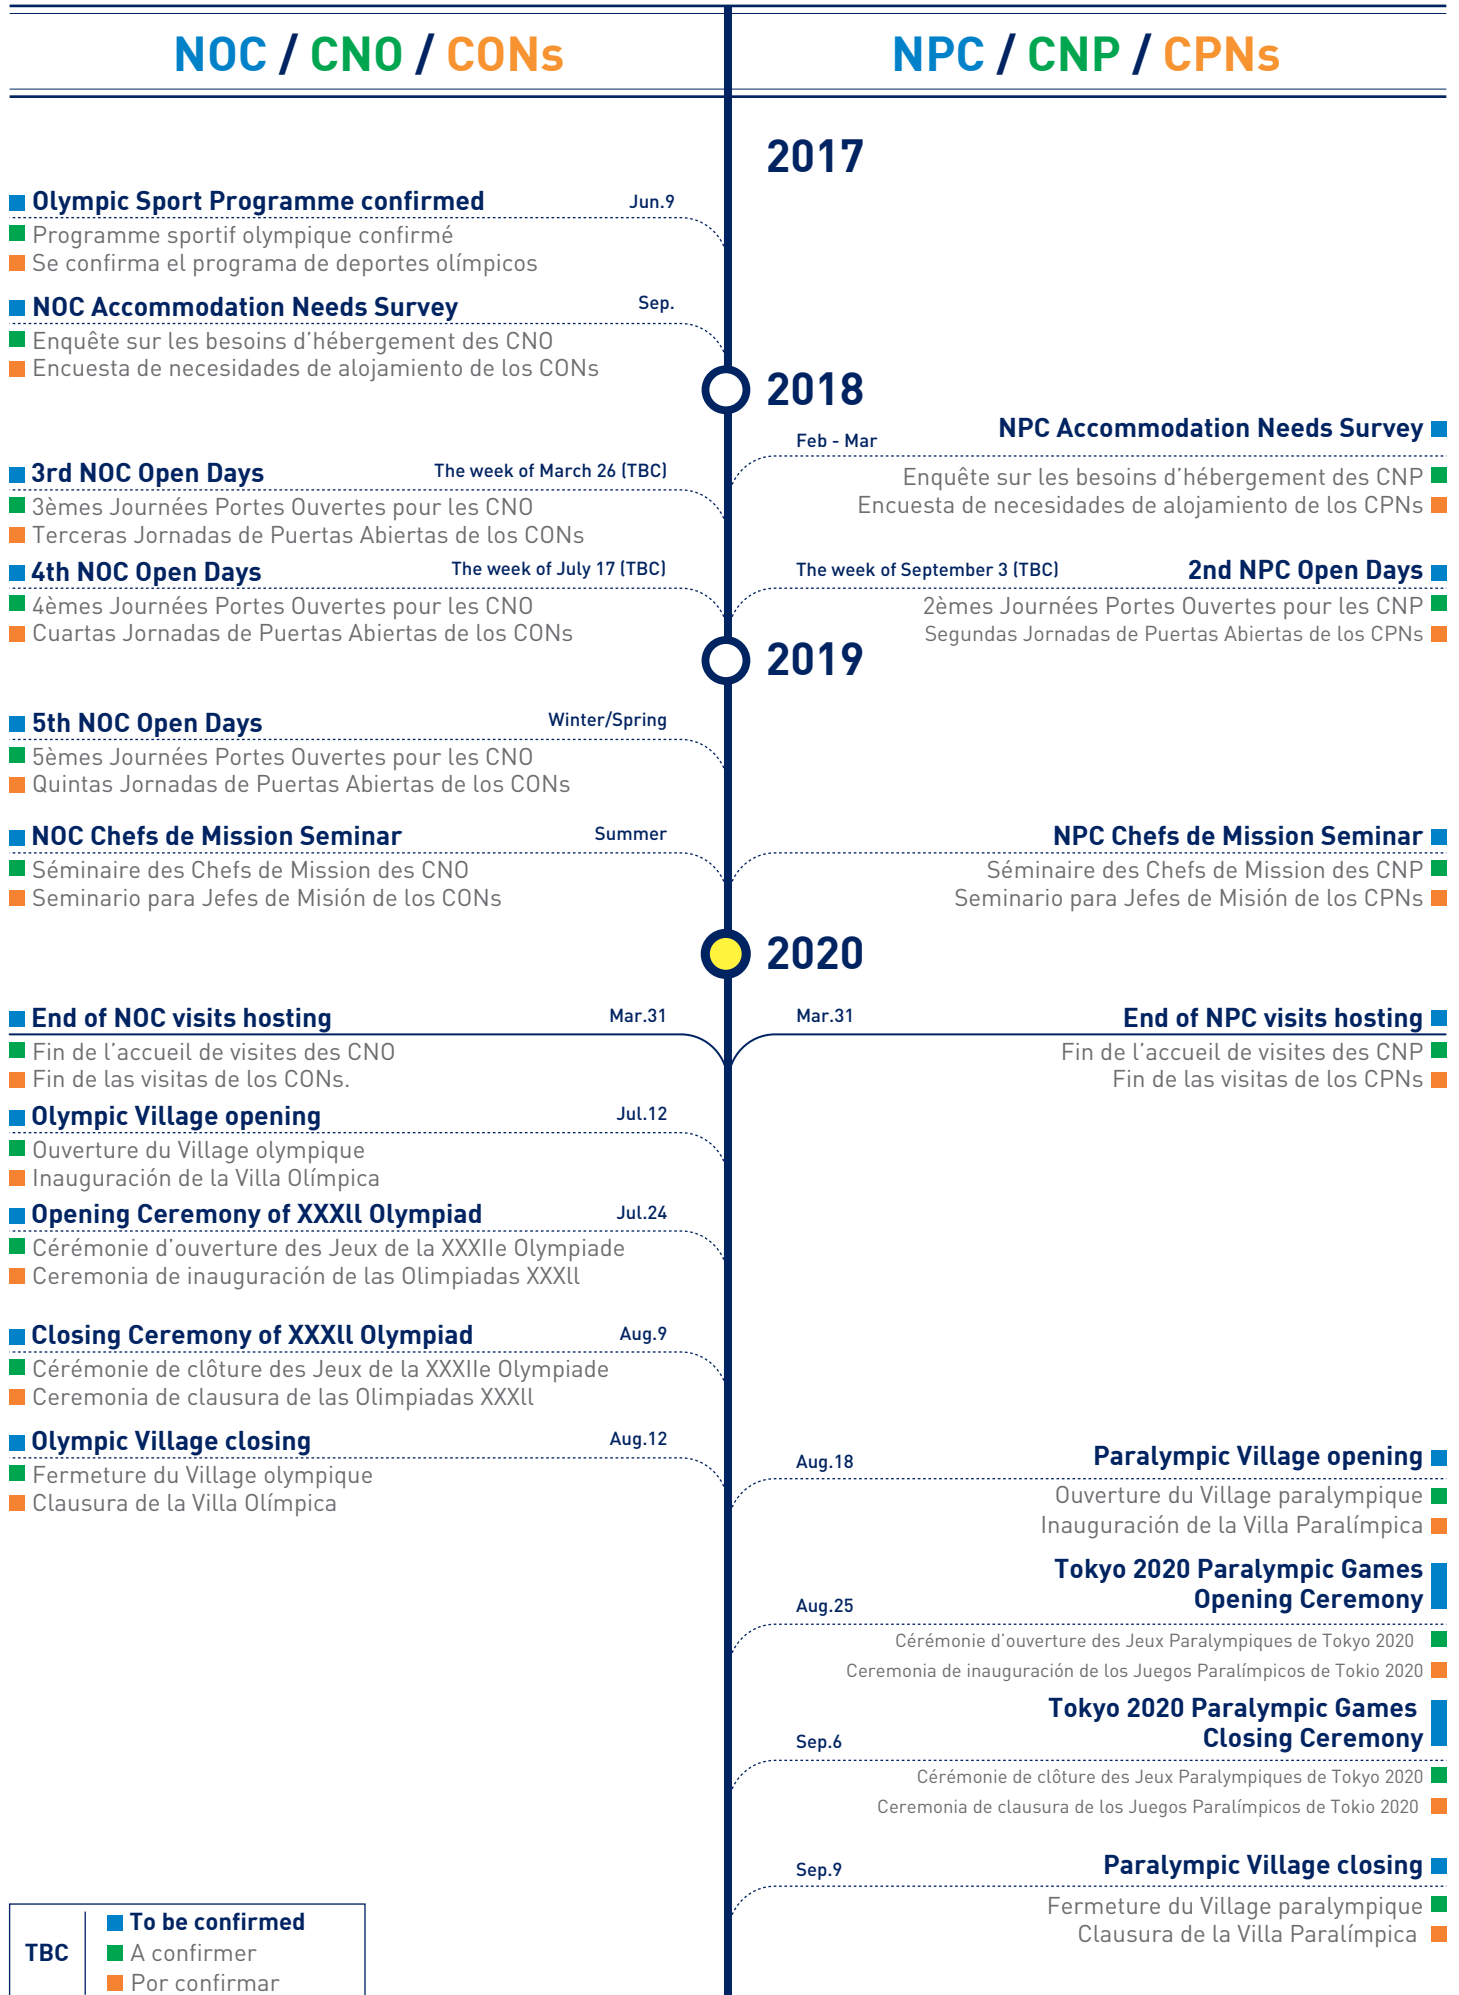 NOC / CNO / CONs
NPC / CNP / CPNs
2017
Olympic Sport Programme confirmed Jun.9
Programme sportif olympique confirmé
Se confirma el programa de deportes olímpicos
NOC Accommodation Needs Survey Sep.
Enquête sur les besoins d'hébergement des CNO
Encuesta de necesidades de alojamiento de los CONs
2018
Feb - Mar NPC Accommodation Needs Survey
Enquête sur les besoins d'hébergement des CNP
Encuesta de necesidades de alojamiento de los CPNs
3rd NOC Open Days The week of March 26 (TBC)
3èmes Journées Portes Ouvertes pour les CNO
Terceras Jornadas de Puertas Abiertas de los CONs
4th NOC Open Days The week of July 17 (TBC)
4èmes Journées Portes Ouvertes pour les CNO
Cuartas Jornadas de Puertas Abiertas de los CONs
The week of September 3 (TBC) 2nd NPC Open Days
2èmes Journées Portes Ouvertes pour les CNP
Segundas Jornadas de Puertas Abiertas de los CPNs
2019
5th NOC Open Days Winter/Spring
5èmes Journées Portes Ouvertes pour les CNO
Quintas Jornadas de Puertas Abiertas de los CONs
NOC Chefs de Mission Seminar Summer
Séminaire des Chefs de Mission des CNO
Seminario para Jefes de Misión de los CONs
NPC Chefs de Mission Seminar
Séminaire des Chefs de Mission des CNP
Seminario para Jefes de Misión de los CPNs
2020
End of NOC visits hosting Mar.31
Fin de l'accueil de visites des CNO
Fin de las visitas de los CONs.
Mar.31 End of NPC visits hosting
Fin de l'accueil de visites des CNP
Fin de las visitas de los CPNs
Olympic Village opening Jul.12
Ouverture du Village olympique
Inauguración de la Villa Olímpica
Opening Ceremony of XXXll Olympiad Jul.24
Cérémonie d'ouverture des Jeux de la XXXIIe Olympiade
Ceremonia de inauguración de las Olimpiadas XXXll
Closing Ceremony of XXXll Olympiad Aug.9
Cérémonie de clôture des Jeux de la XXXIIe Olympiade
Ceremonia de clausura de las Olimpiadas XXXll
Olympic Village closing Aug.12
Fermeture du Village olympique
Clausura de la Villa Olímpica
Aug.18 Paralympic Village opening
Ouverture du Village paralympique
Inauguración de la Villa Paralímpica
Tokyo 2020 Paralympic Games
Aug.25 Opening Ceremony
Cérémonie d'ouverture des Jeux Paralympiques de Tokyo 2020
Ceremonia de inauguración de los Juegos Paralímpicos de Tokio 2020
Tokyo 2020 Paralympic Games
Sep.6 Closing Ceremony
Cérémonie de clôture des Jeux Paralympiques de Tokyo 2020
Ceremonia de clausura de los Juegos Paralímpicos de Tokio 2020
Sep.9 Paralympic Village closing
Fermeture du Village paralympique
Clausura de la Villa Paralímpica
TBC
To be confirmed
A confirmer
Por confirmar